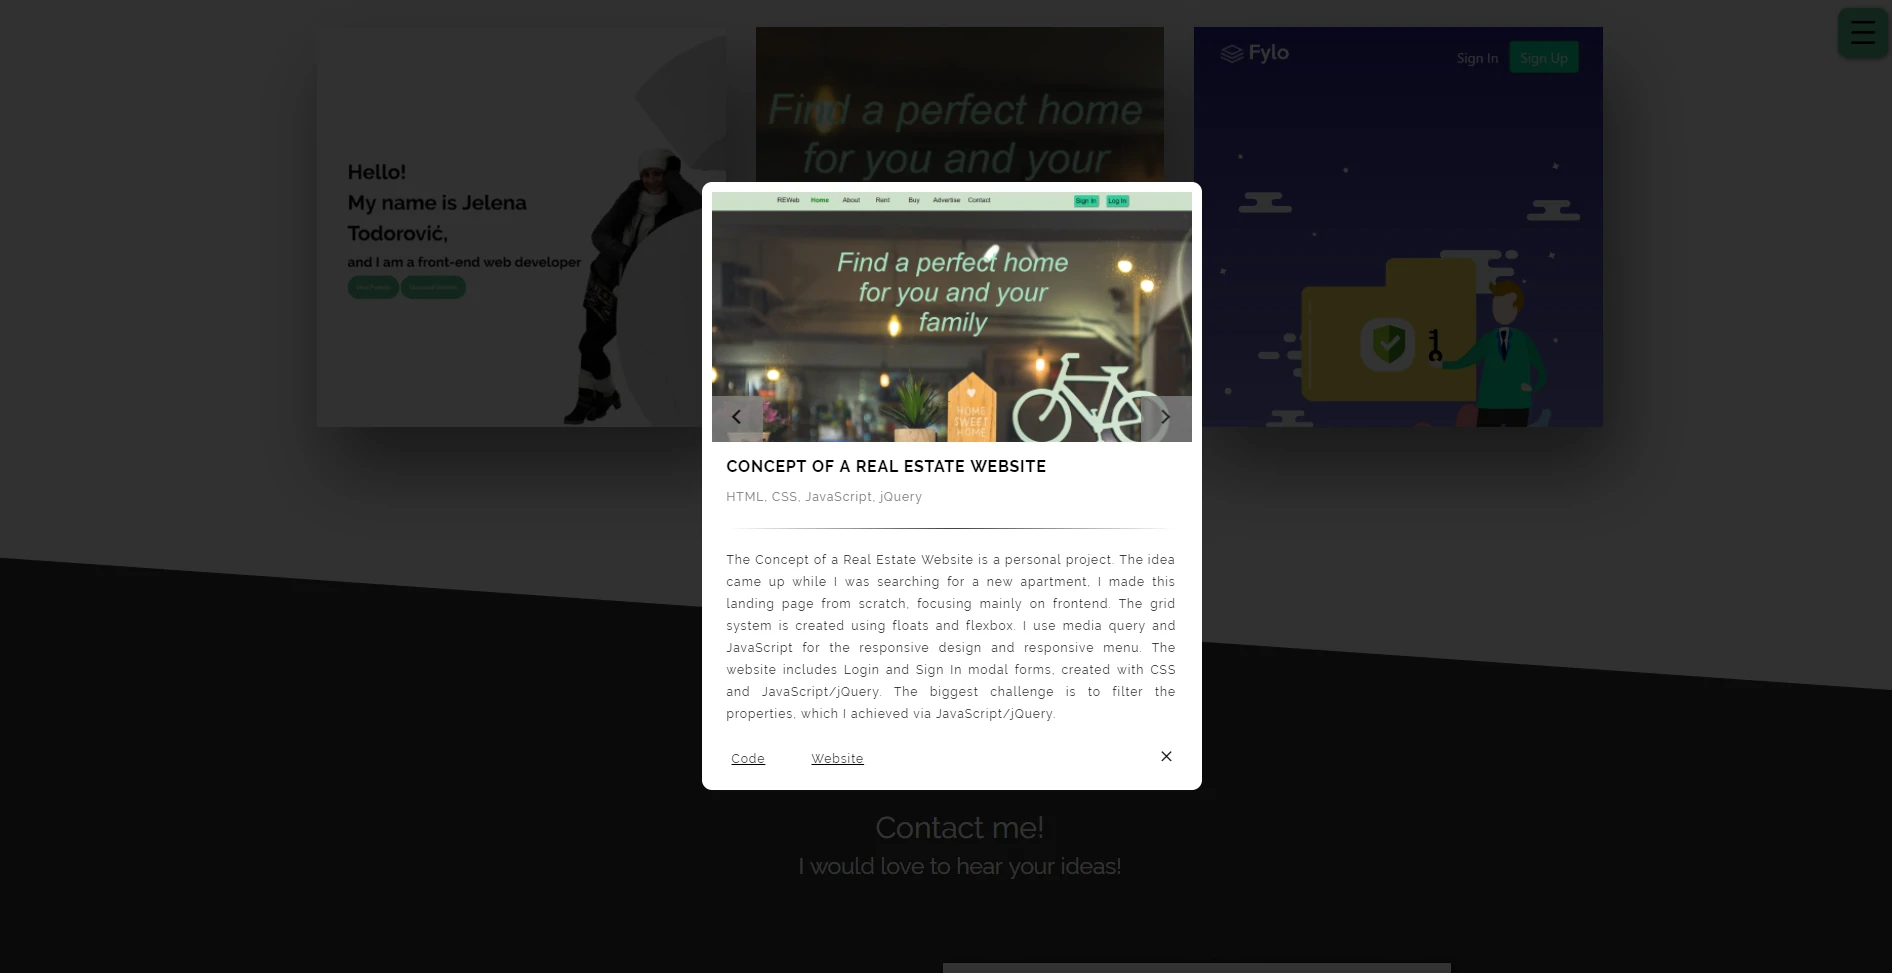 Fylo
Sign In
Sign Up
Find a perfect home
for you and your
Hello!
My name is Jelena
Todorović,
and I am a front-end web developer
REWeb Home About Rent Buy Advertise Contact Sign In Log In
Find a perfect home
for you and your
family
HOME
SWEET
HOME
CONCEPT OF A REAL ESTATE WEBSITE
HTML, CSS, JavaScript, jQuery
The Concept of a Real Estate Website is a personal project. The idea
came up while I was searching for a new apartment, I made this
landing page from scratch, focusing mainly on frontend. The grid
system is created using floats and flexbox. I use media query and
JavaScript for the responsive design and responsive menu. The
website includes Login and Sign In modal forms, created with CSS
and JavaScript/jQuery. The biggest challenge is to filter the
properties, which I achieved via JavaScript/jQuery.
Code Website
Contact me!
I would love to hear your ideas!